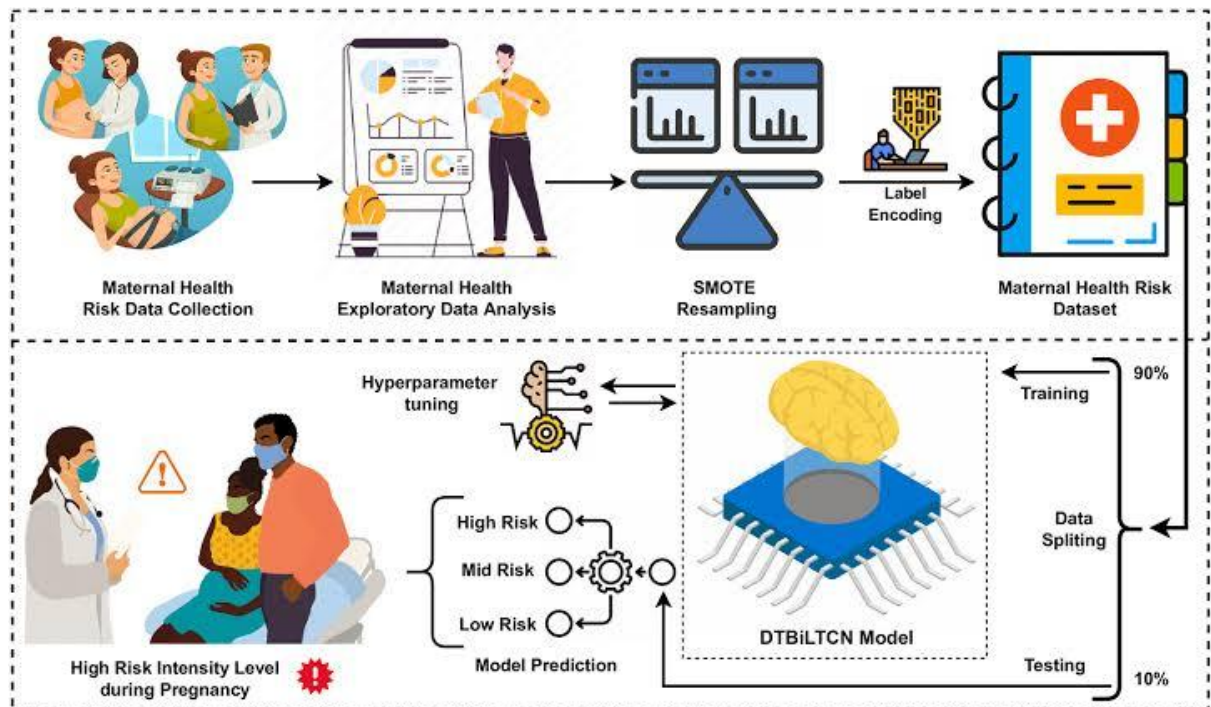 Label
Encoding
Maternal Health
Risk Data Collection
Maternal Health
Exploratory Data Analysis
SMOTE
Resampling
Maternal Health Risk
Dataset
Hyperparameter
tuning
90%
Training
High Risk
Mid Risk
Low Risk
Data
Spliting
DTBiLTCN Model
Model Prediction
Testing
10%
High Risk Intensity Level
during Pregnancy